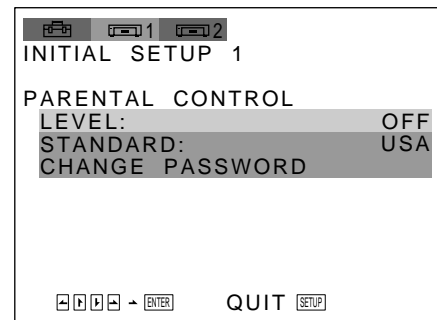 1 2
INITIAL SETUP 1
PARENTAL CONTROL
LEVEL: OFF
STANDARD: USA
CHANGE PASSWORD
ENTER QUIT SETUP